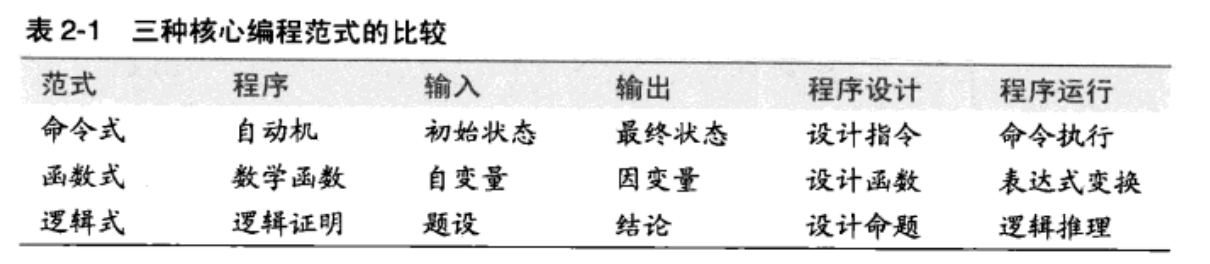 表 2-1 三种核心编程范式的比较
范式 程序 输入 输出 程序设计 程序运行
命令式 自动机 初始状态 最终状态 设计指令 命令执行
函数式 数学函数 自变量 因变量 设计函数 表达式变换
逻辑式 逻辑证明 题设 结论 设计命题 逻辑推理